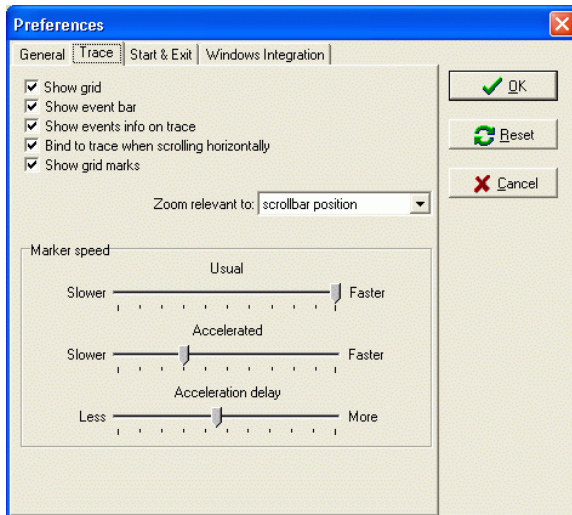 Preferences
General Trace Start & Exit Windows Integration
Show grid
Show event bar
Show events info on trace
Bind to trace when scrolling horizontally
Show grid marks
Zoom relevant to: scrollbar position
Marker speed
Usual
Slower Faster
Accelerated
Slower Faster
Acceleration delay
Less More
OK
Reset
Cancel